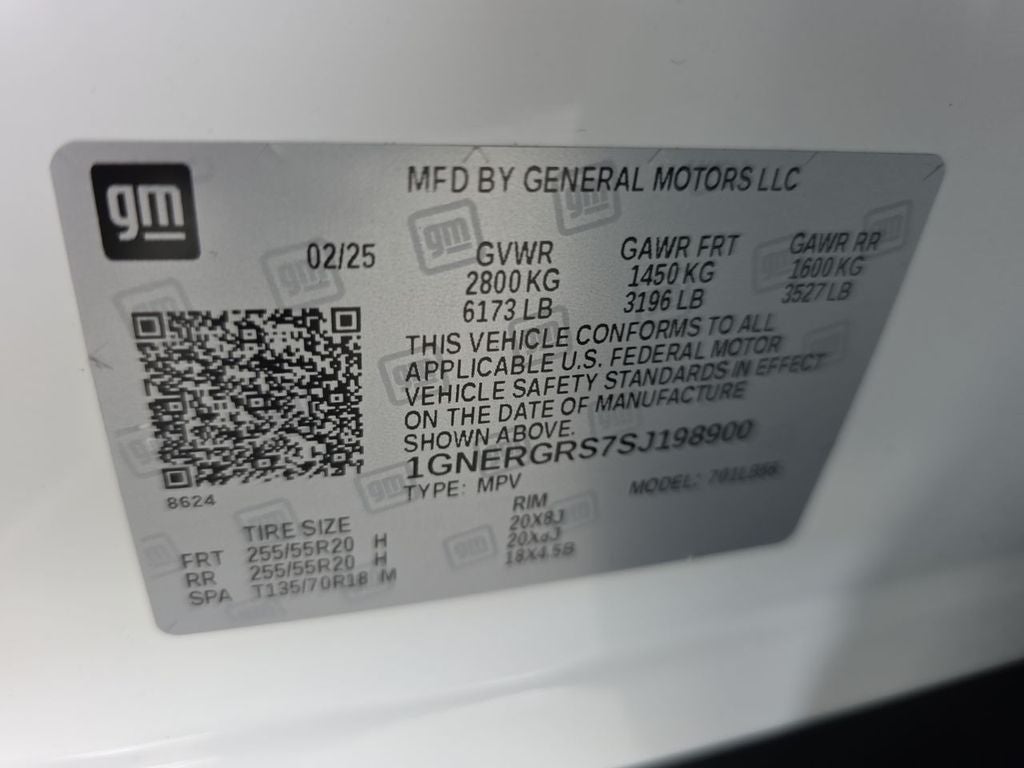 gm
MFD BY GENERAL MOTORS LLC
02/25
GVWR GAWR FRT GAWR RR
2800 KG 1450 KG 1600 KG
6173 LB 3196 LB 3527 LB
THIS VEHICLE CONFORMS TO ALL
APPLICABLE U.S. FEDERAL MOTOR
VEHICLE SAFETY STANDARDS IN EFFECT
ON THE DATE OF MANUFACTURE
SHOWN ABOVE.
1GNERGRS7SJ198900
TYPE: MPV MODEL:
8624
TIRE SIZE RIM
FRT 255/55R20 H 20X8J
RR 255/55R20 H 20X8J
SPA T135/70R18 M 18X4.5B